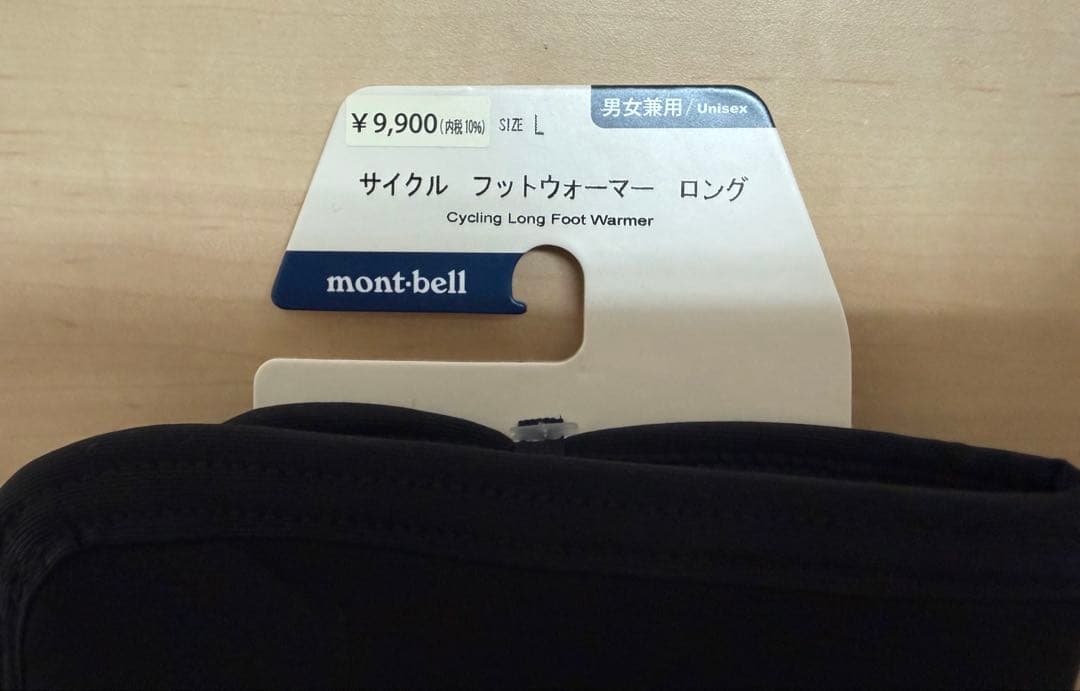 ¥9,900(内税10%) SIZE L
男女兼用/Unisex
サイクル フットウォーマー ロング
Cycling Long Foot Warmer
mont·bell